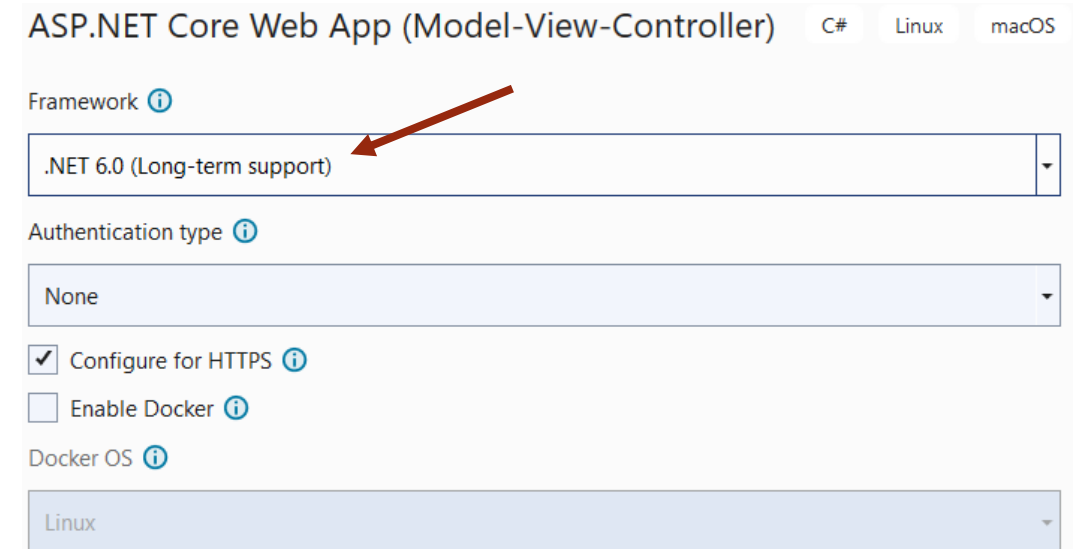 ASP.NET Core Web App (Model-View-Controller) C# Linux macOS
Framework
.NET 6.0 (Long-term support)
Authentication type
None
Configure for HTTPS
Enable Docker
Docker OS
Linux